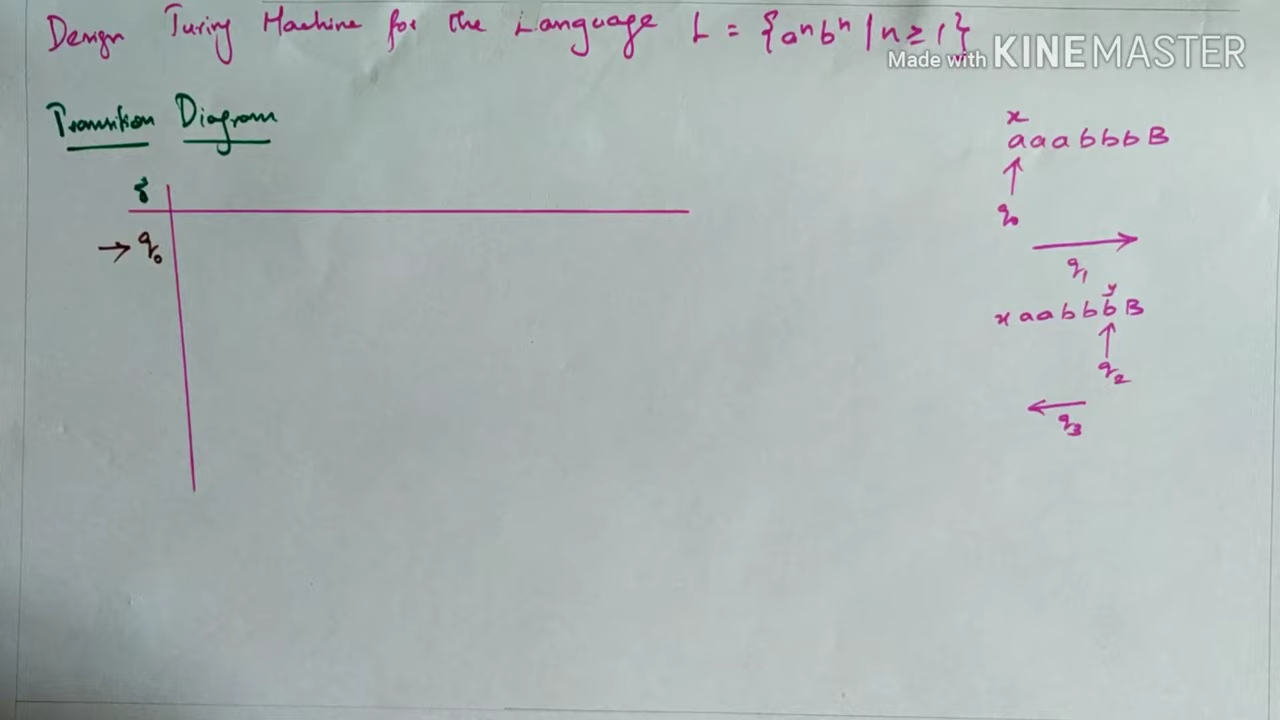 Design Turing Machine for the Language L = {aⁿbⁿ | n ≥ 1}
Made with KINEMASTER
Transition Diagram
x
aaabbbB
q₀
δ
→ q₀
q₁
y
xaabbbB
q₂
q₃